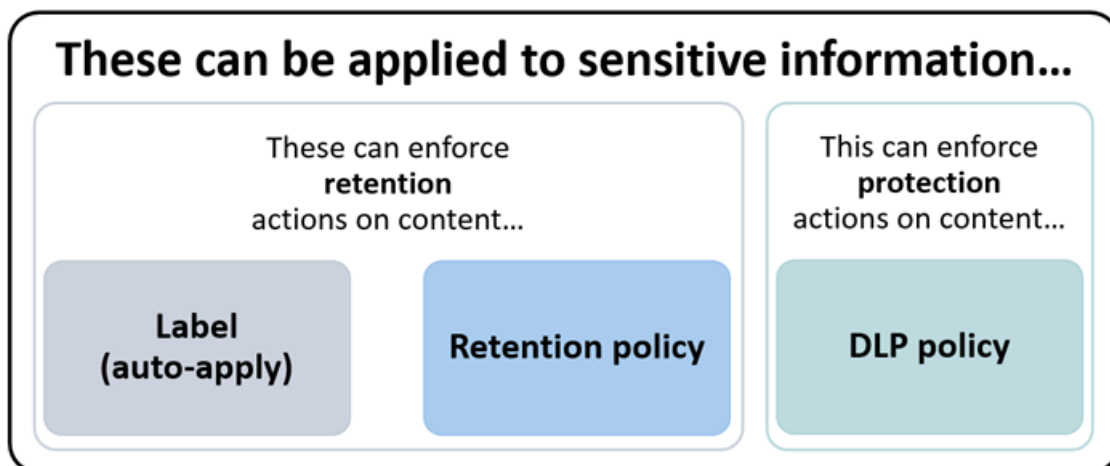 These can be applied to sensitive information...
These can enforce
retention
actions on content...
Label
(auto-apply)
Retention policy
This can enforce
protection
actions on content...
DLP policy